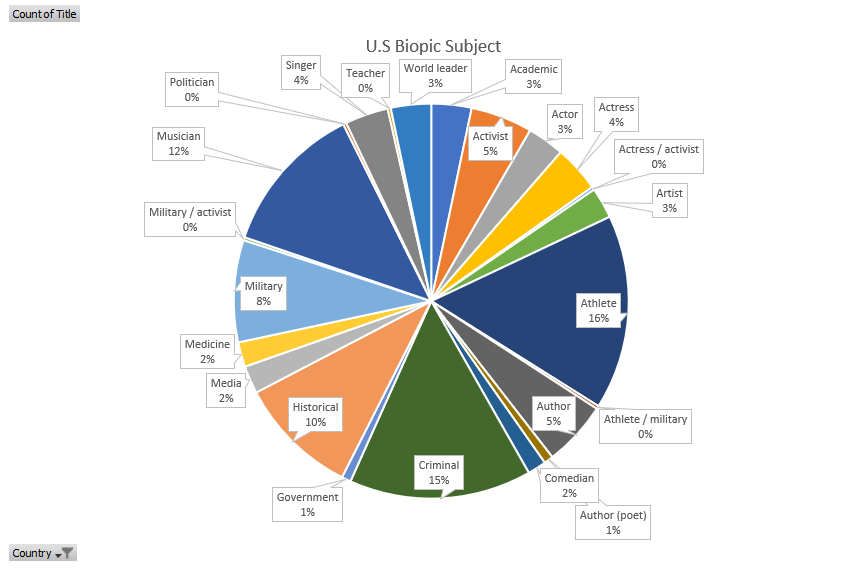 Count of Title
U.S Biopic Subject
World leader
3%
Academic
3%
Activist
5%
Actor
3%
Actress
4%
Actress / activist
0%
Artist
3%
Athlete
16%
Athlete / military
0%
Author
5%
Author (poet)
1%
Comedian
2%
Criminal
15%
Government
1%
Historical
10%
Media
2%
Medicine
2%
Military
8%
Military / activist
0%
Musician
12%
Politician
0%
Singer
4%
Teacher
0%
Country